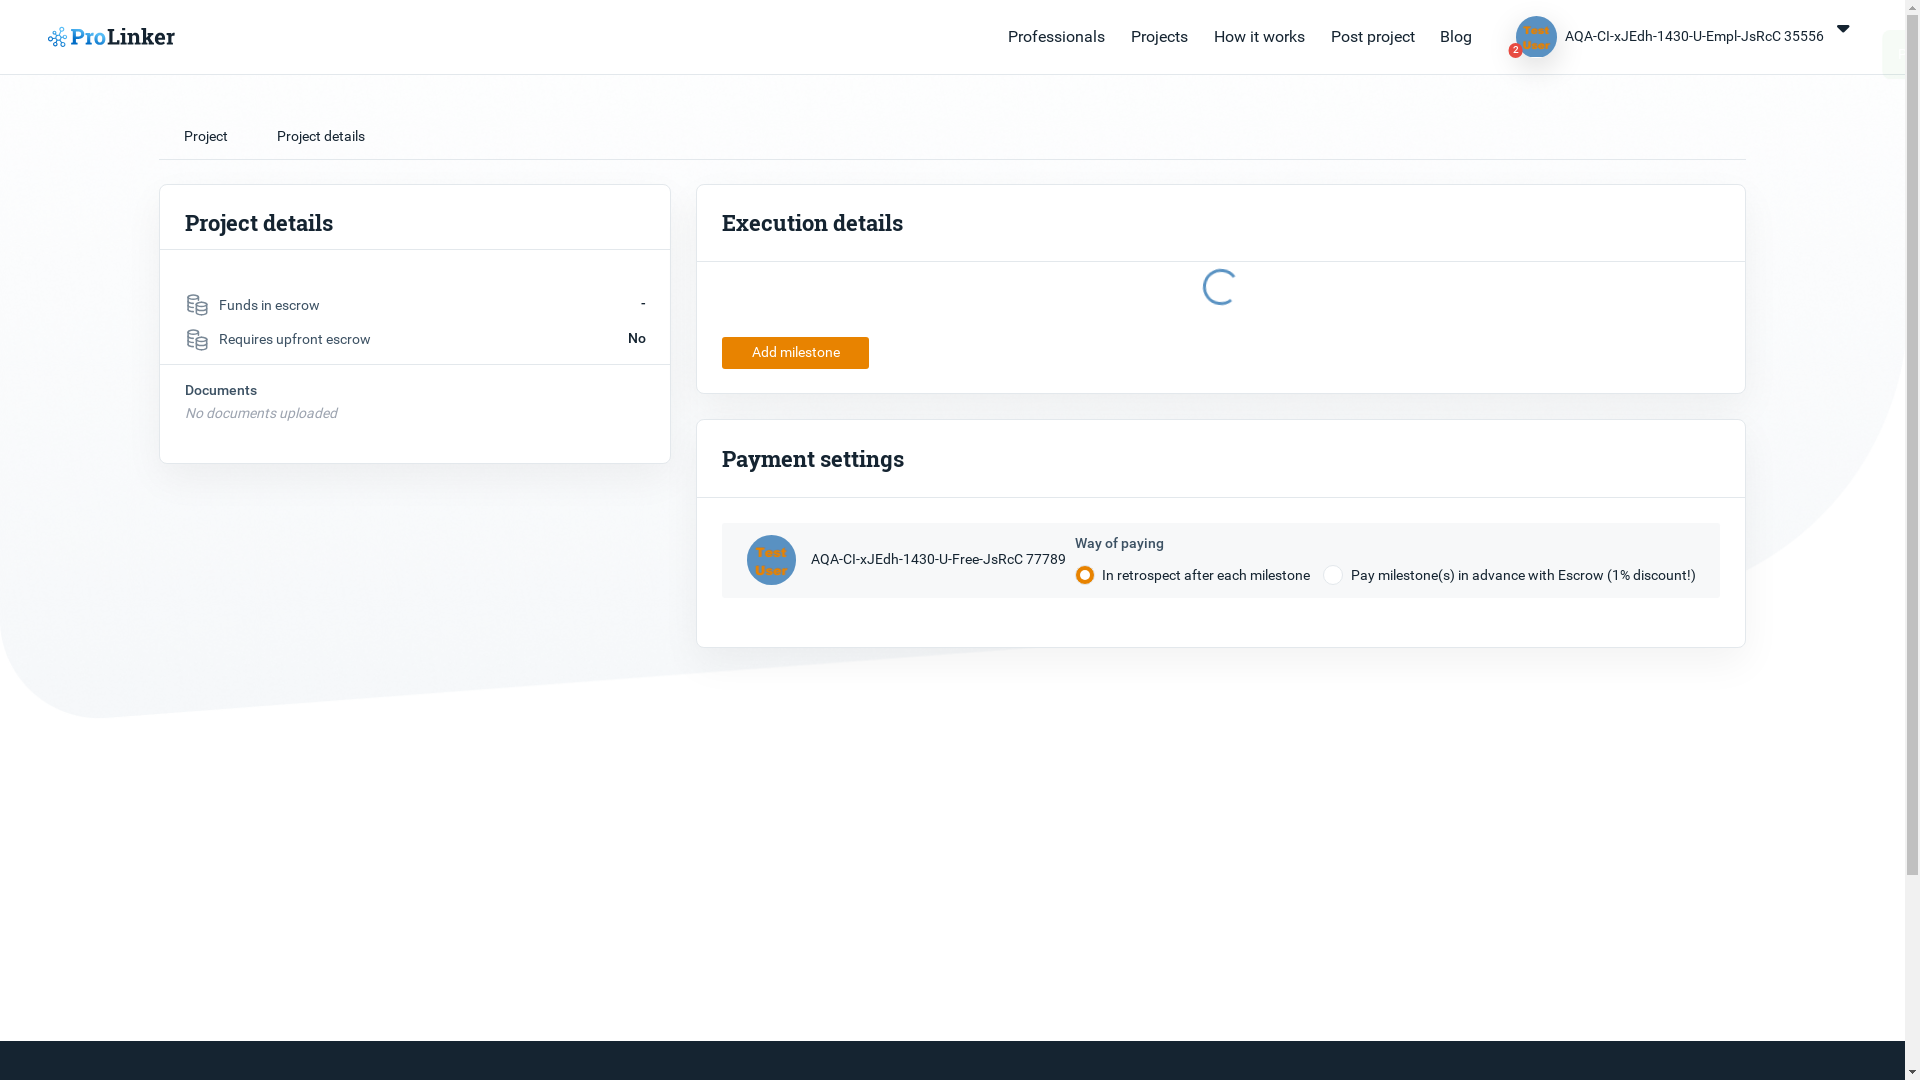 ProLinker
Professionals Projects How it works Post project Blog
Test User
2
AQA-CI-xJEdh-1430-U-Empl-JsRcC 35556
Project Project details
Project details
Funds in escrow -
Requires upfront escrow No
Documents
No documents uploaded
Execution details
Add milestone
Payment settings
Test
User
AQA-CI-xJEdh-1430-U-Free-JsRcC 77789
Way of paying
In retrospect after each milestone Pay milestone(s) in advance with Escrow (1% discount!)